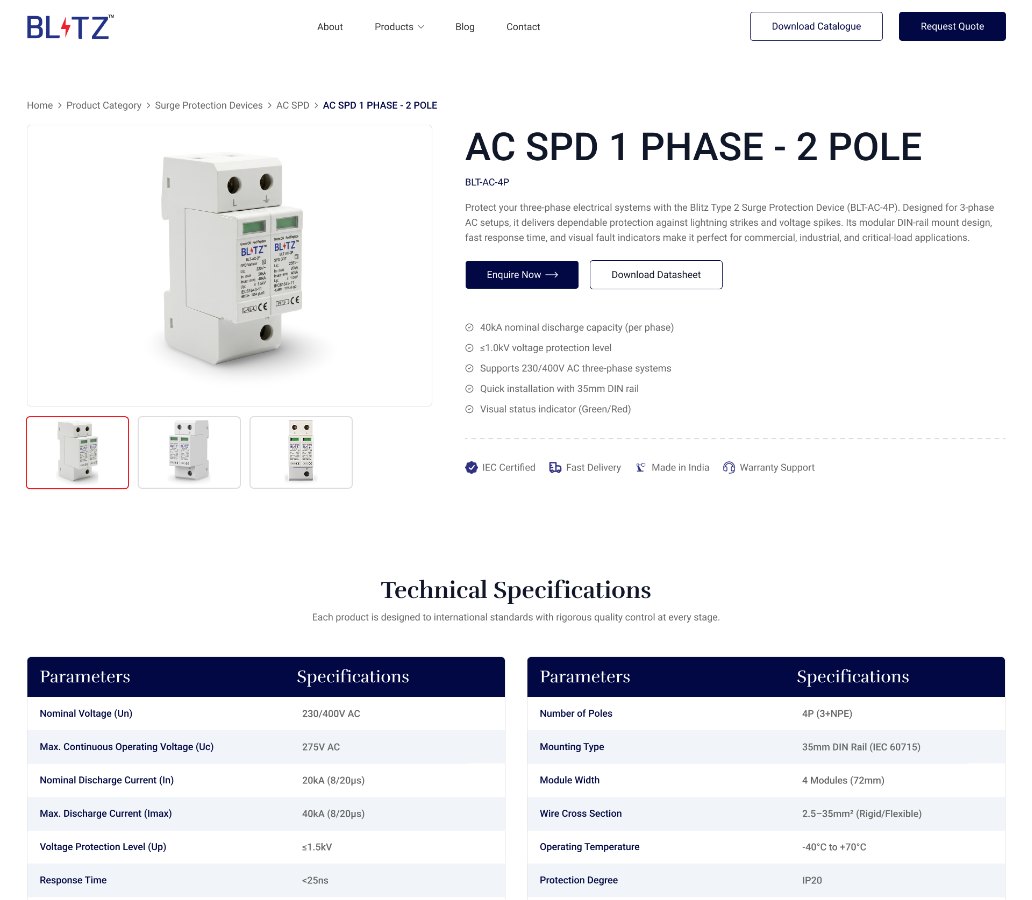 BLITZ™
About Products Blog Contact
Download Catalogue Request Quote
Home > Product Category > Surge Protection Devices > AC SPD > AC SPD 1 PHASE - 2 POLE
AC SPD 1 PHASE - 2 POLE
BLT-AC-4P
Protect your three-phase electrical systems with the Blitz Type 2 Surge Protection Device (BLT-AC-4P). Designed for 3-phase
AC setups, it delivers dependable protection against lightning strikes and voltage spikes. Its modular DIN-rail mount design,
fast response time, and visual fault indicators make it perfect for commercial, industrial, and critical-load applications.
Enquire Now → Download Datasheet
40kA nominal discharge capacity (per phase)
≤1.0kV voltage protection level
Supports 230/400V AC three-phase systems
Quick installation with 35mm DIN rail
Visual status indicator (Green/Red)
IEC Certified Fast Delivery Made in India Warranty Support
L
BLITZ BLITZ
CE CE
Technical Specifications
Each product is designed to international standards with rigorous quality control at every stage.
Parameters Specifications
Nominal Voltage (Un) 230/400V AC
Max. Continuous Operating Voltage (Uc) 275V AC
Nominal Discharge Current (In) 20kA (8/20μs)
Max. Discharge Current (Imax) 40kA (8/20μs)
Voltage Protection Level (Up) ≤1.5kV
Response Time <25ns
Parameters Specifications
Number of Poles 4P (3+NPE)
Mounting Type 35mm DIN Rail (IEC 60715)
Module Width 4 Modules (72mm)
Wire Cross Section 2.5–35mm² (Rigid/Flexible)
Operating Temperature -40°C to +70°C
Protection Degree IP20